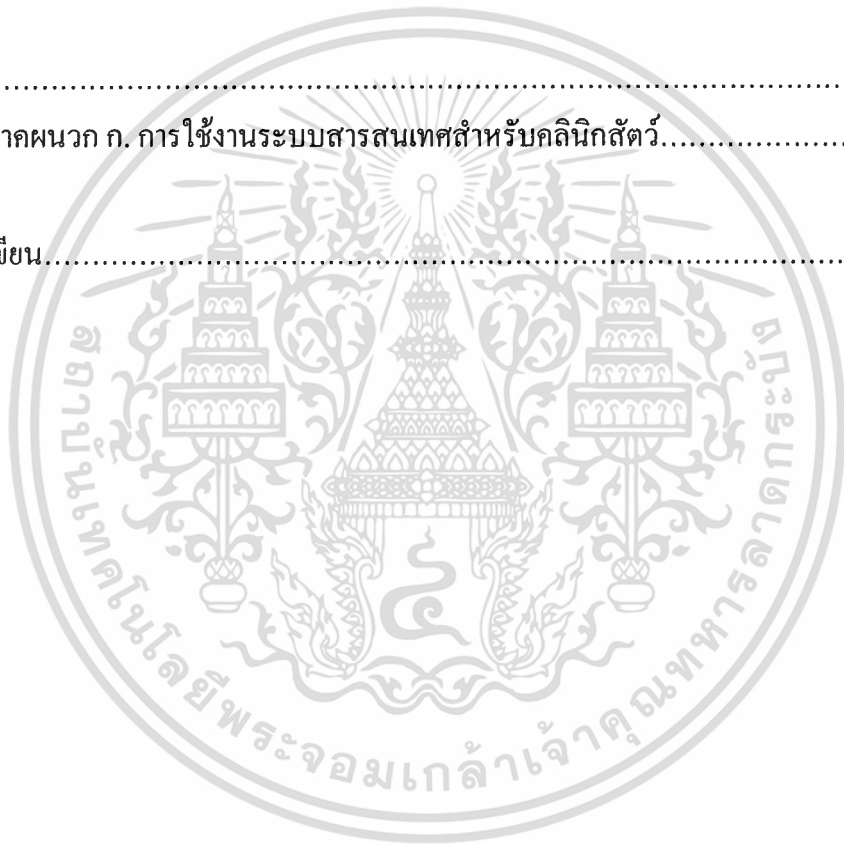 ........................................................................................................
าคผนวก ก. การใช้งานระบบสารสนเทศสำหรับคลินิกสัตว์......................
ขียน........................................................................................................
สถาบันเทคโนโลยีพระจอมเกล้าเจ้าคุณทหารลาดกระบัง